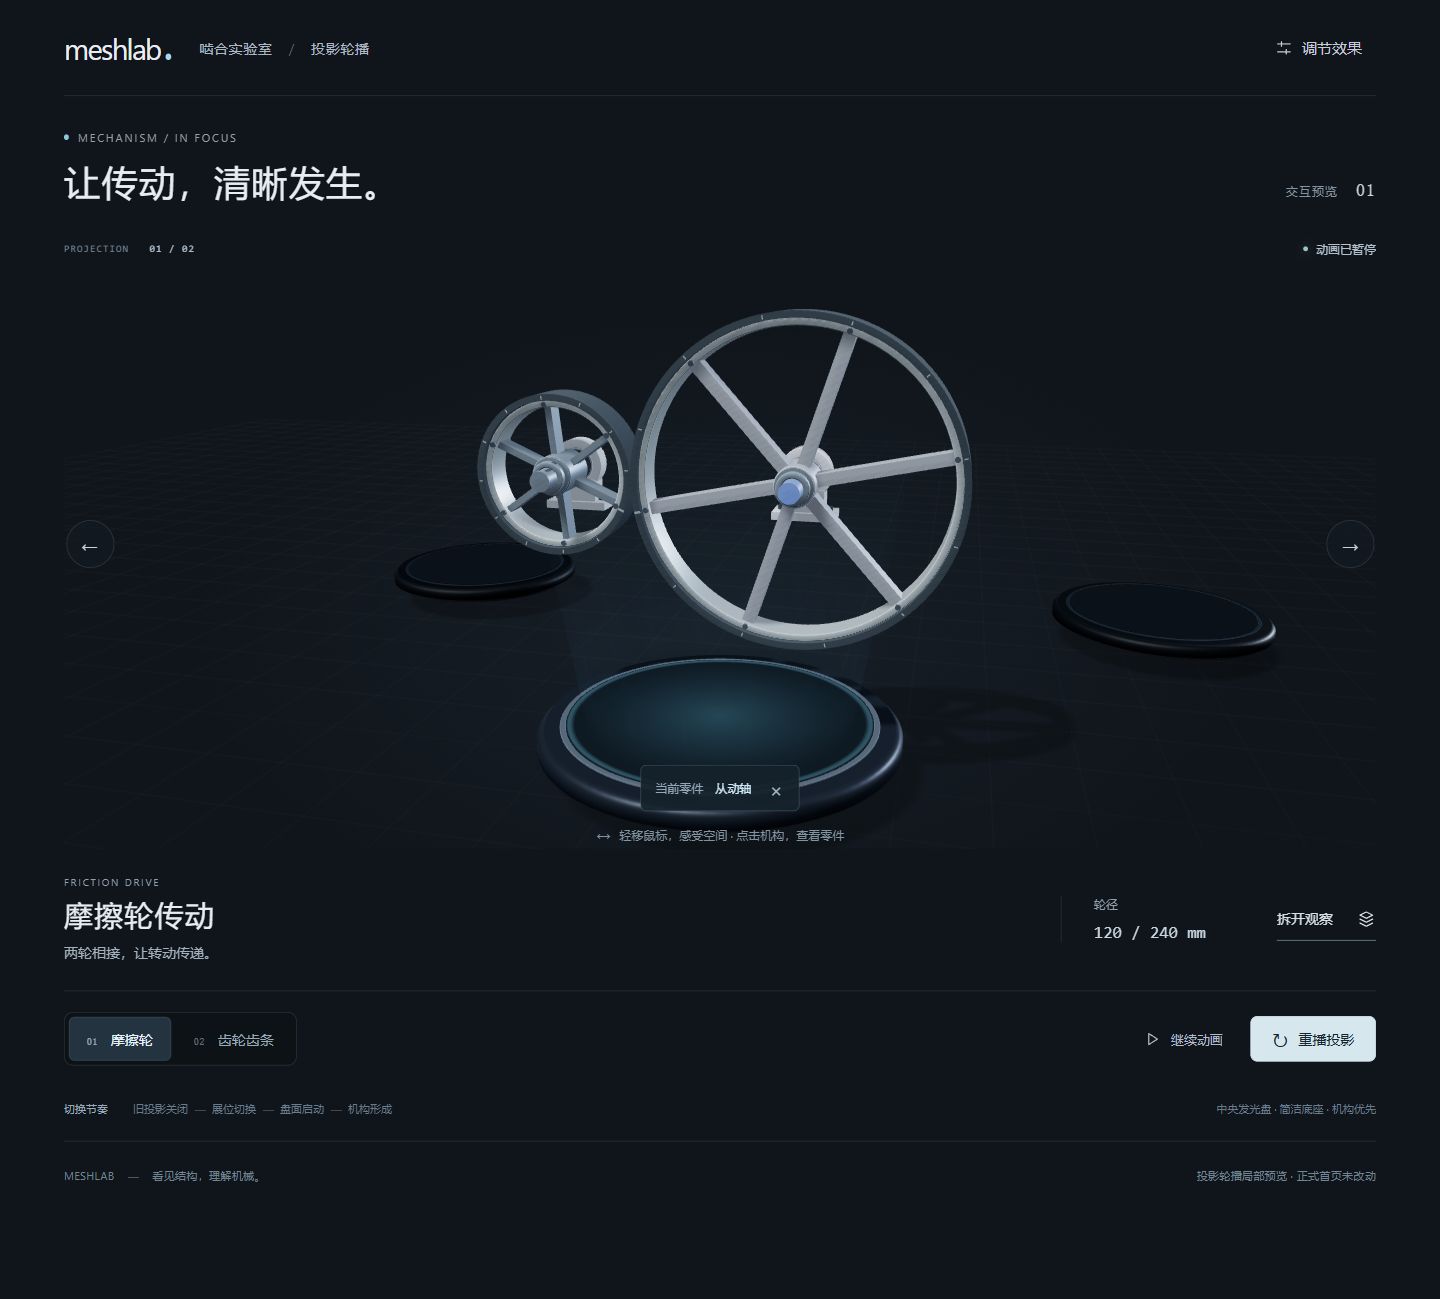 meshlab. 啮合实验室 / 投影轮播
调节效果
MECHANISM / IN FOCUS
让传动，清晰发生。
交互预览 01
PROJECTION 01 / 02
动画已暂停
←
→
当前零件 从动轴 ×
↔ 轻移鼠标，感受空间 · 点击机构，查看零件
FRICTION DRIVE
摩擦轮传动
两轮相接，让转动传递。
轮径
120 / 240 mm
拆开观察
01 摩擦轮
02 齿轮齿条
继续动画
重播投影
切换节奏 旧投影关闭 — 展位切换 — 盘面启动 — 机构形成
中央发光盘 · 简洁底座 · 机构优先
MESHLAB — 看见结构，理解机械。
投影轮播局部预览 · 正式首页未改动